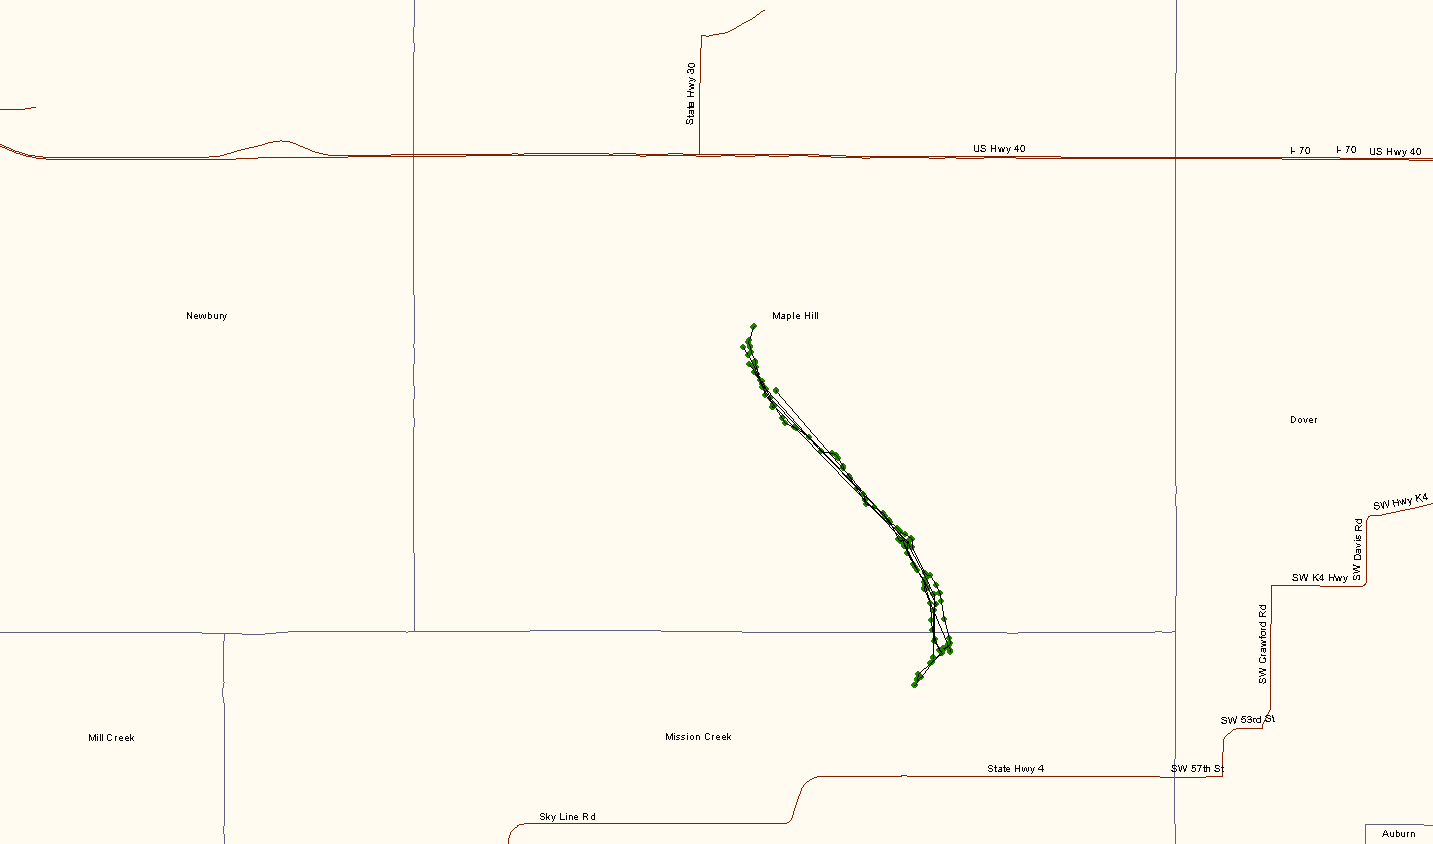 State Hwy 30
US Hwy 40
I- 70
I- 70
US Hwy 40
Newbury
Maple Hill
Dover
SW Hwy K4
SW Davis Rd
SW K4 Hwy
SW Crawford Rd
SW 53rd St
Mill Creek
Mission Creek
State Hwy 4
SW 57th St
Sky Line Rd
Auburn